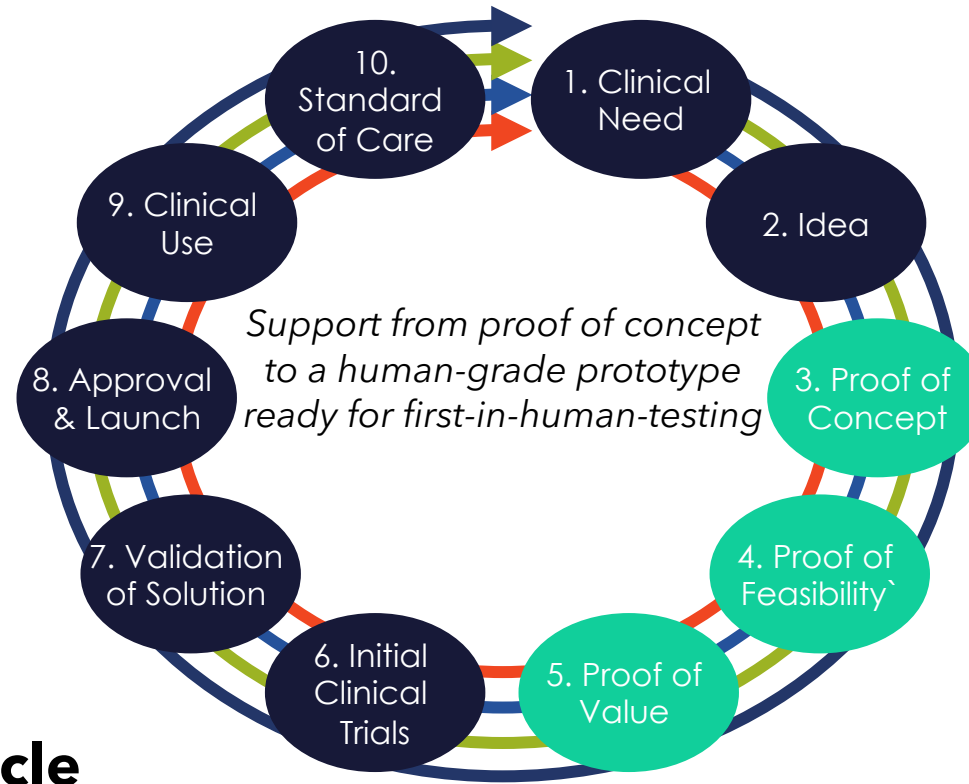 10.
Standard
of Care
1. Clinical
Need
9. Clinical
Use
2. Idea
Support from proof of concept
to a human-grade prototype
ready for first-in-human-testing
8. Approval
& Launch
3. Proof of
Concept
7. Validation
of Solution
4. Proof of
Feasibility`
6. Initial
Clinical
Trials
5. Proof of
Value
cle